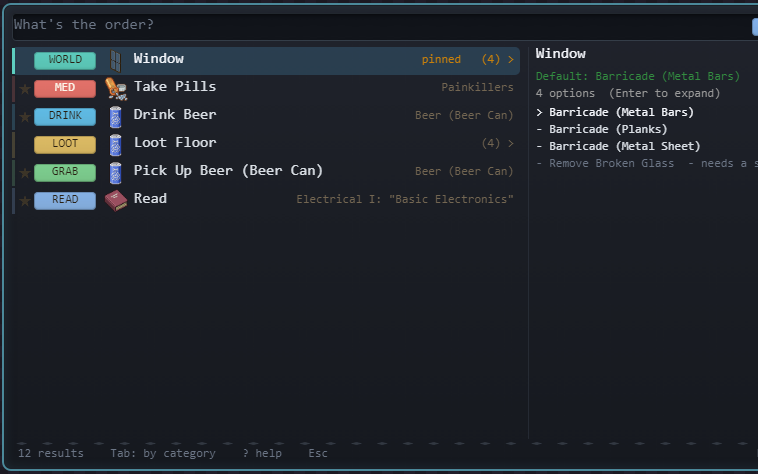 What's the order?
WORLD Window pinned (4) >
MED Take Pills Painkillers
DRINK Drink Beer Beer (Beer Can)
LOOT Loot Floor (4) >
GRAB Pick Up Beer (Beer Can) Beer (Beer Can)
READ Read Electrical I: "Basic Electronics"
Window
Default: Barricade (Metal Bars)
4 options (Enter to expand)
> Barricade (Metal Bars)
- Barricade (Planks)
- Barricade (Metal Sheet)
- Remove Broken Glass - needs a
12 results Tab: by category ? help Esc